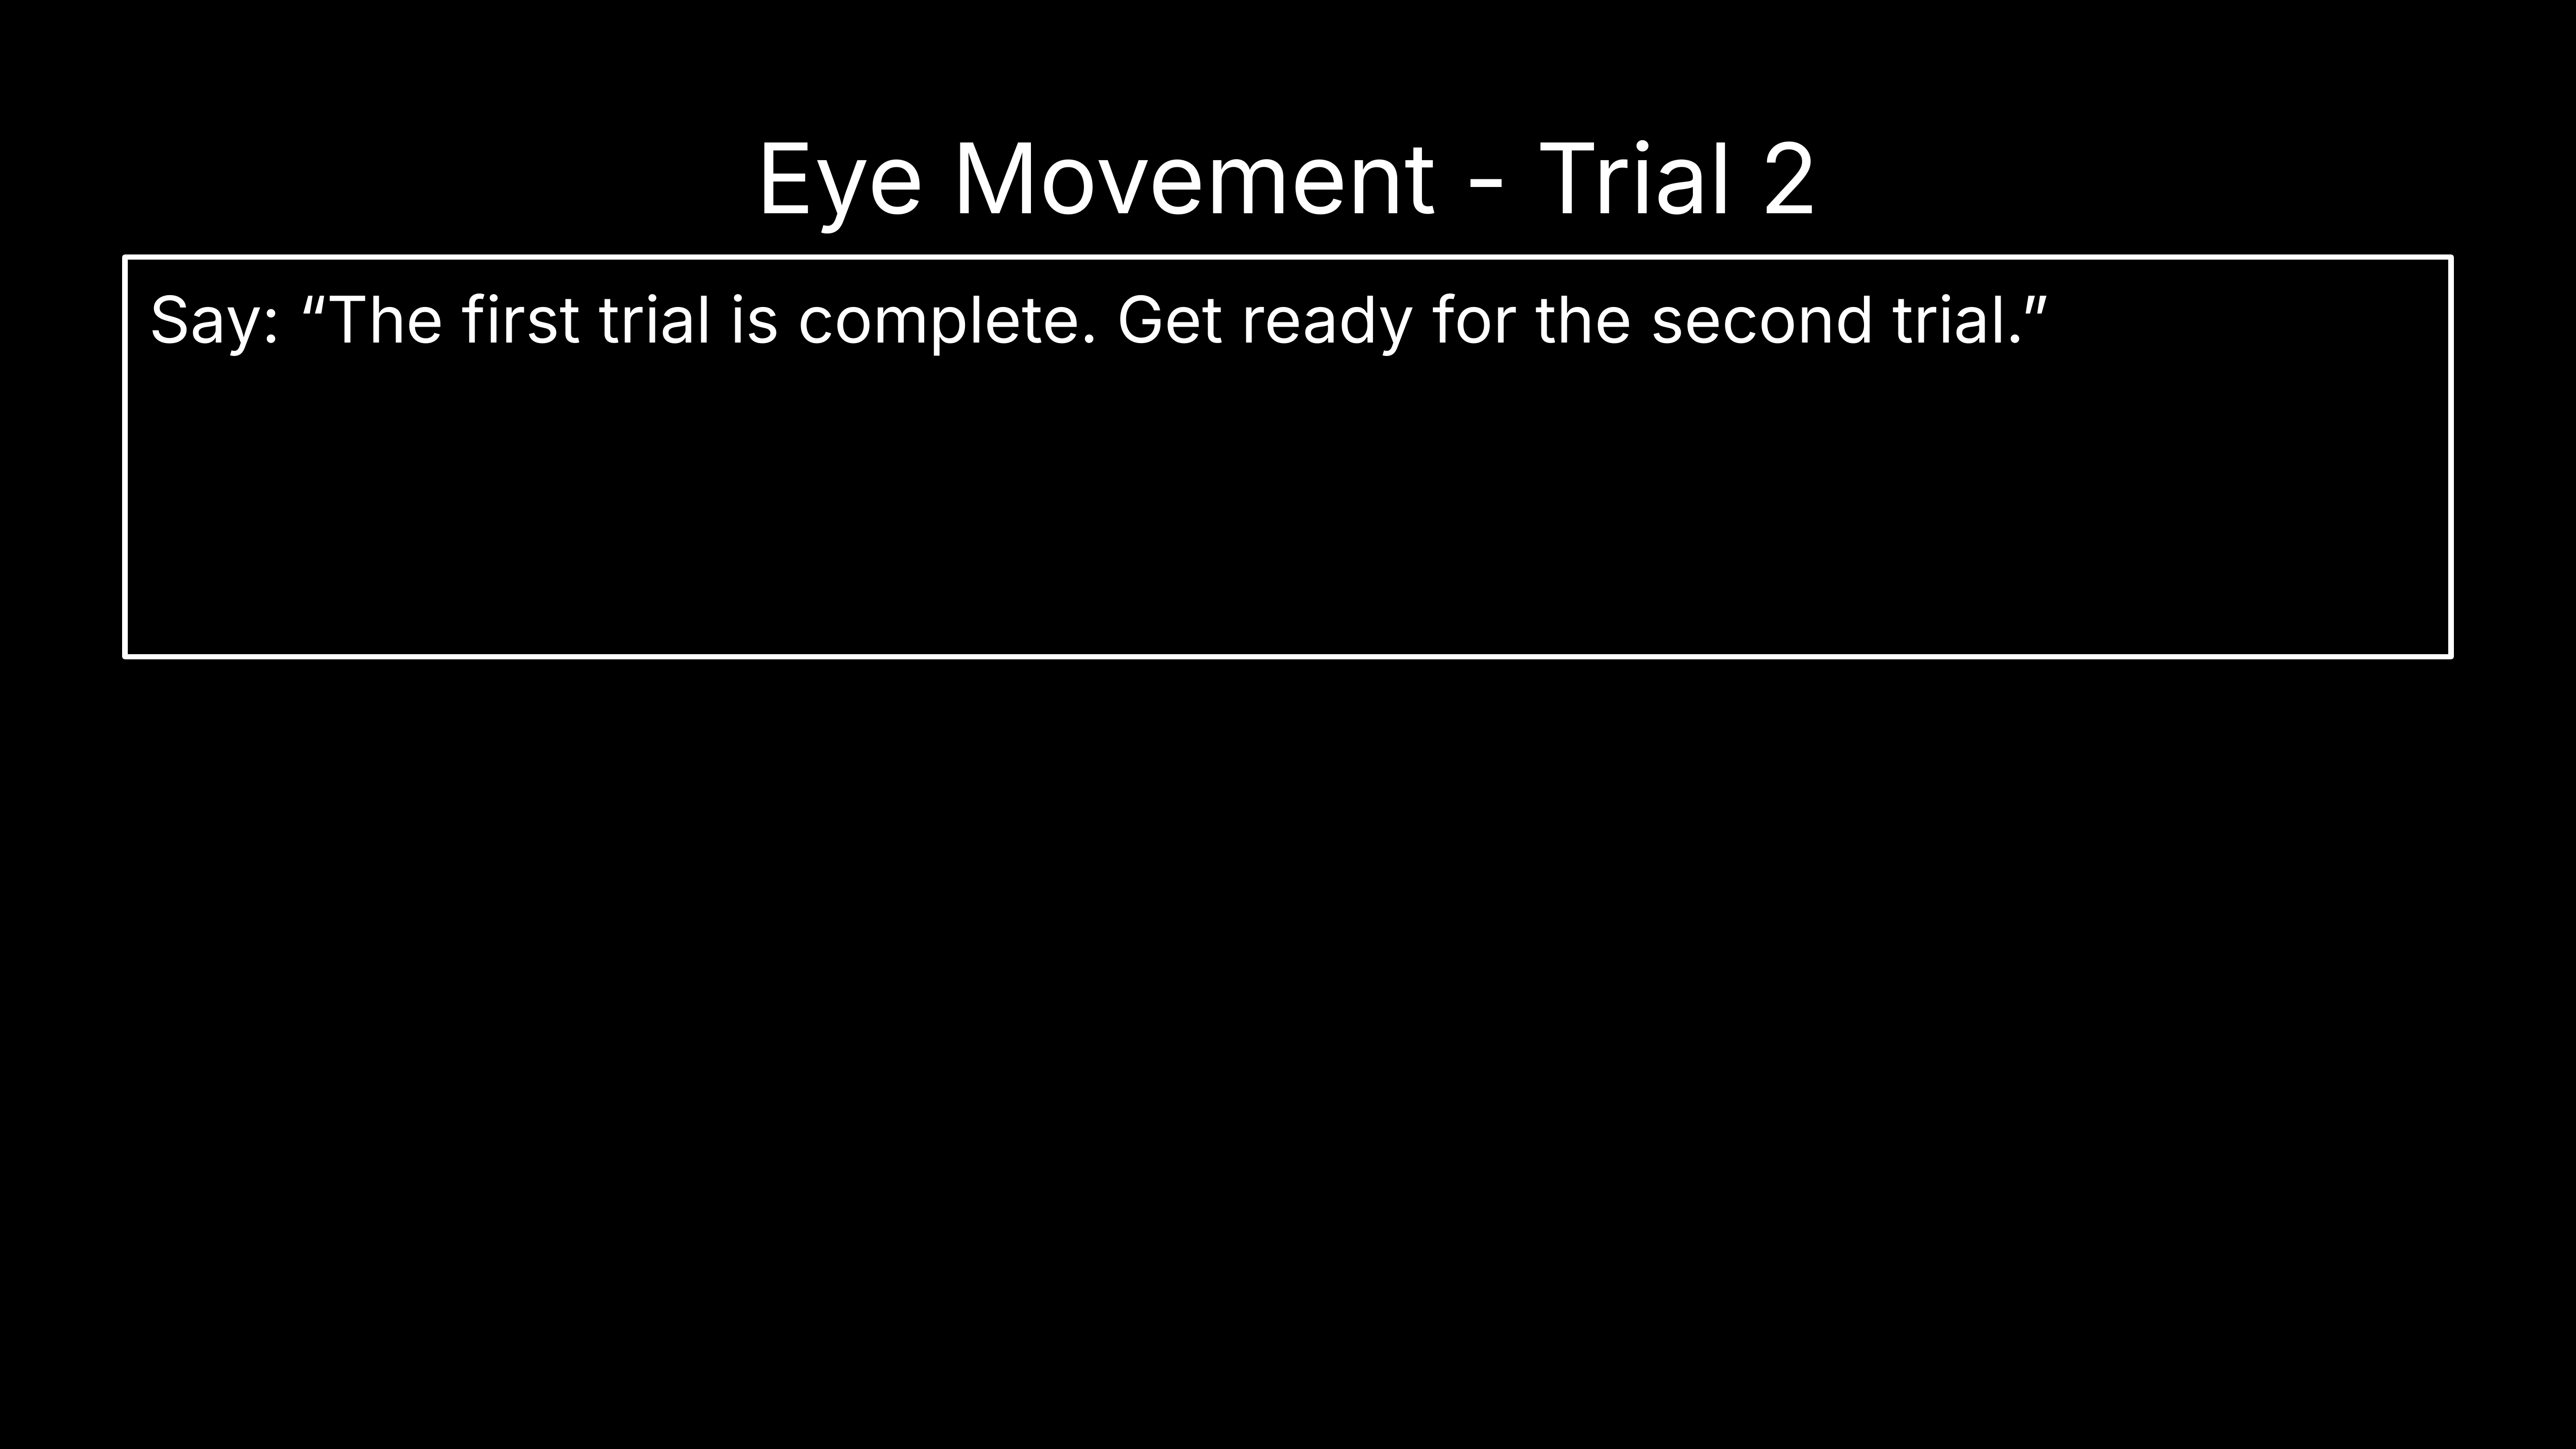 Eye Movement - Trial 2
Say: “The first trial is complete. Get ready for the second trial.”